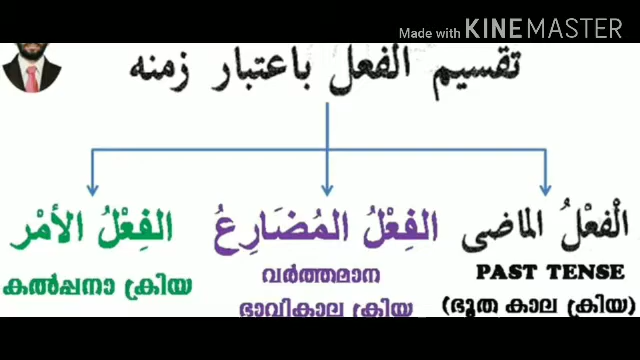 Made with KINEMASTER
تقسيم الفعل باعتبار زمنه
الْفَعْلُ الماضى
الفِعْلُ المُضَارِعُ
الفِعْلُ الأمْر
PAST TENSE
(ഭൂത കാല ക്രിയ)
വർത്തമാന
ഭാവികാല ക്രിയ
കൽപ്പനാ ക്രിയ